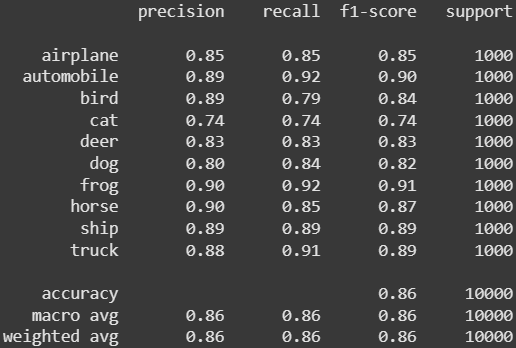 precision recall f1-score support
airplane 0.85 0.85 0.85 1000
automobile 0.89 0.92 0.90 1000
bird 0.89 0.79 0.84 1000
cat 0.74 0.74 0.74 1000
deer 0.83 0.83 0.83 1000
dog 0.80 0.84 0.82 1000
frog 0.90 0.92 0.91 1000
horse 0.90 0.85 0.87 1000
ship 0.89 0.89 0.89 1000
truck 0.88 0.91 0.89 1000
accuracy 0.86 10000
macro avg 0.86 0.86 0.86 10000
weighted avg 0.86 0.86 0.86 10000